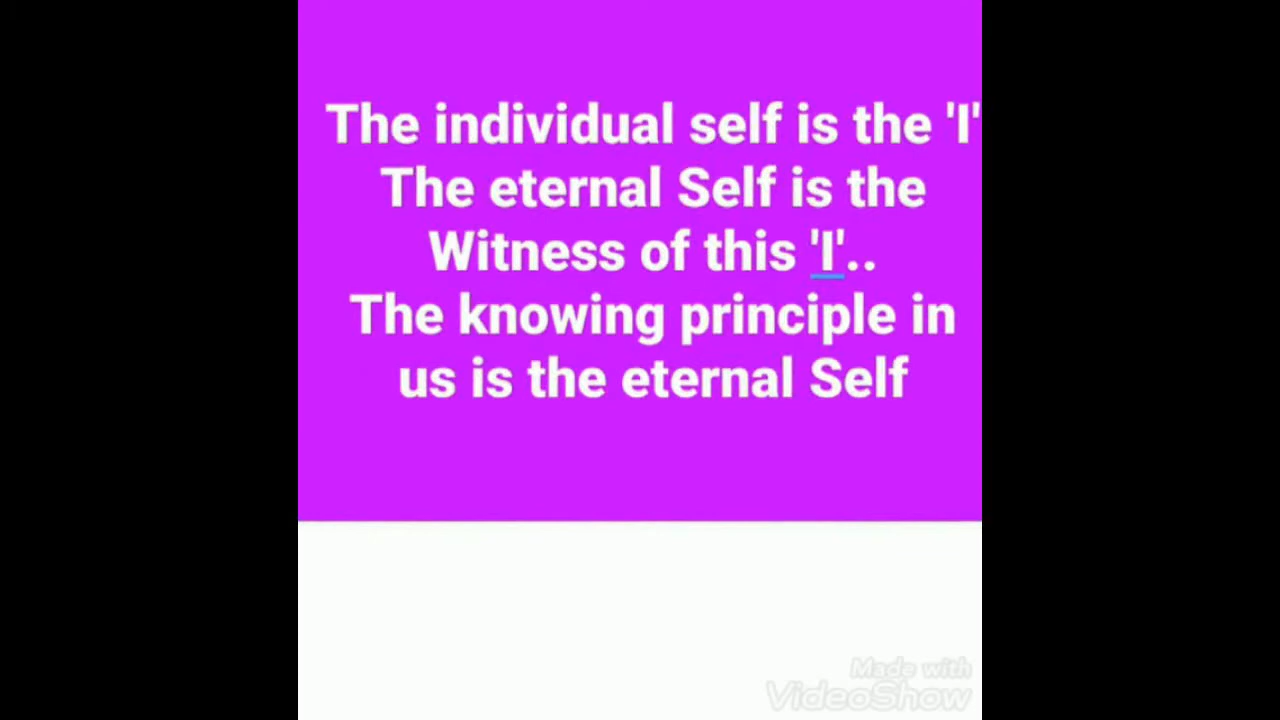 The individual self is the 'I'
The eternal Self is the
Witness of this 'I'..
The knowing principle in
us is the eternal Self
Made with
VideoShow